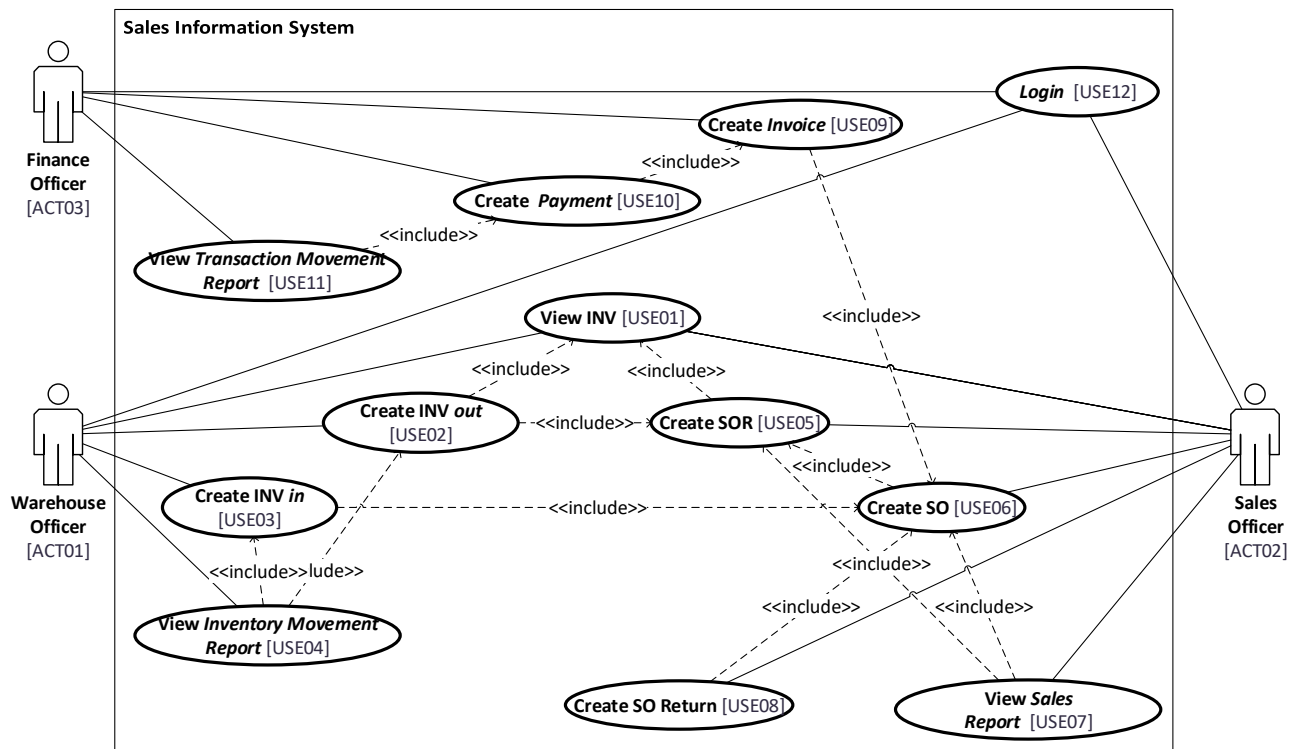 Sales Information System
Login [USE12]
Create Invoice [USE09]
<<include>>
Finance
Officer
[ACT03]
Create Payment [USE10]
<<include>>
View Transaction Movement
Report [USE11]
View INV [USE01]
<<include>>
<<include>>
<<include>>
Create INV out
[USE02]
<<include>>
Create SOR [USE05]
<<include>>
Create INV in
[USE03]
<<include>>
Create SO [USE06]
Warehouse
Officer
[ACT01]
Sales
Officer
[ACT02]
<<include>>
lude>>
<<include>>
<<include>>
View Inventory Movement
Report [USE04]
Create SO Return [USE08]
View Sales
Report [USE07]